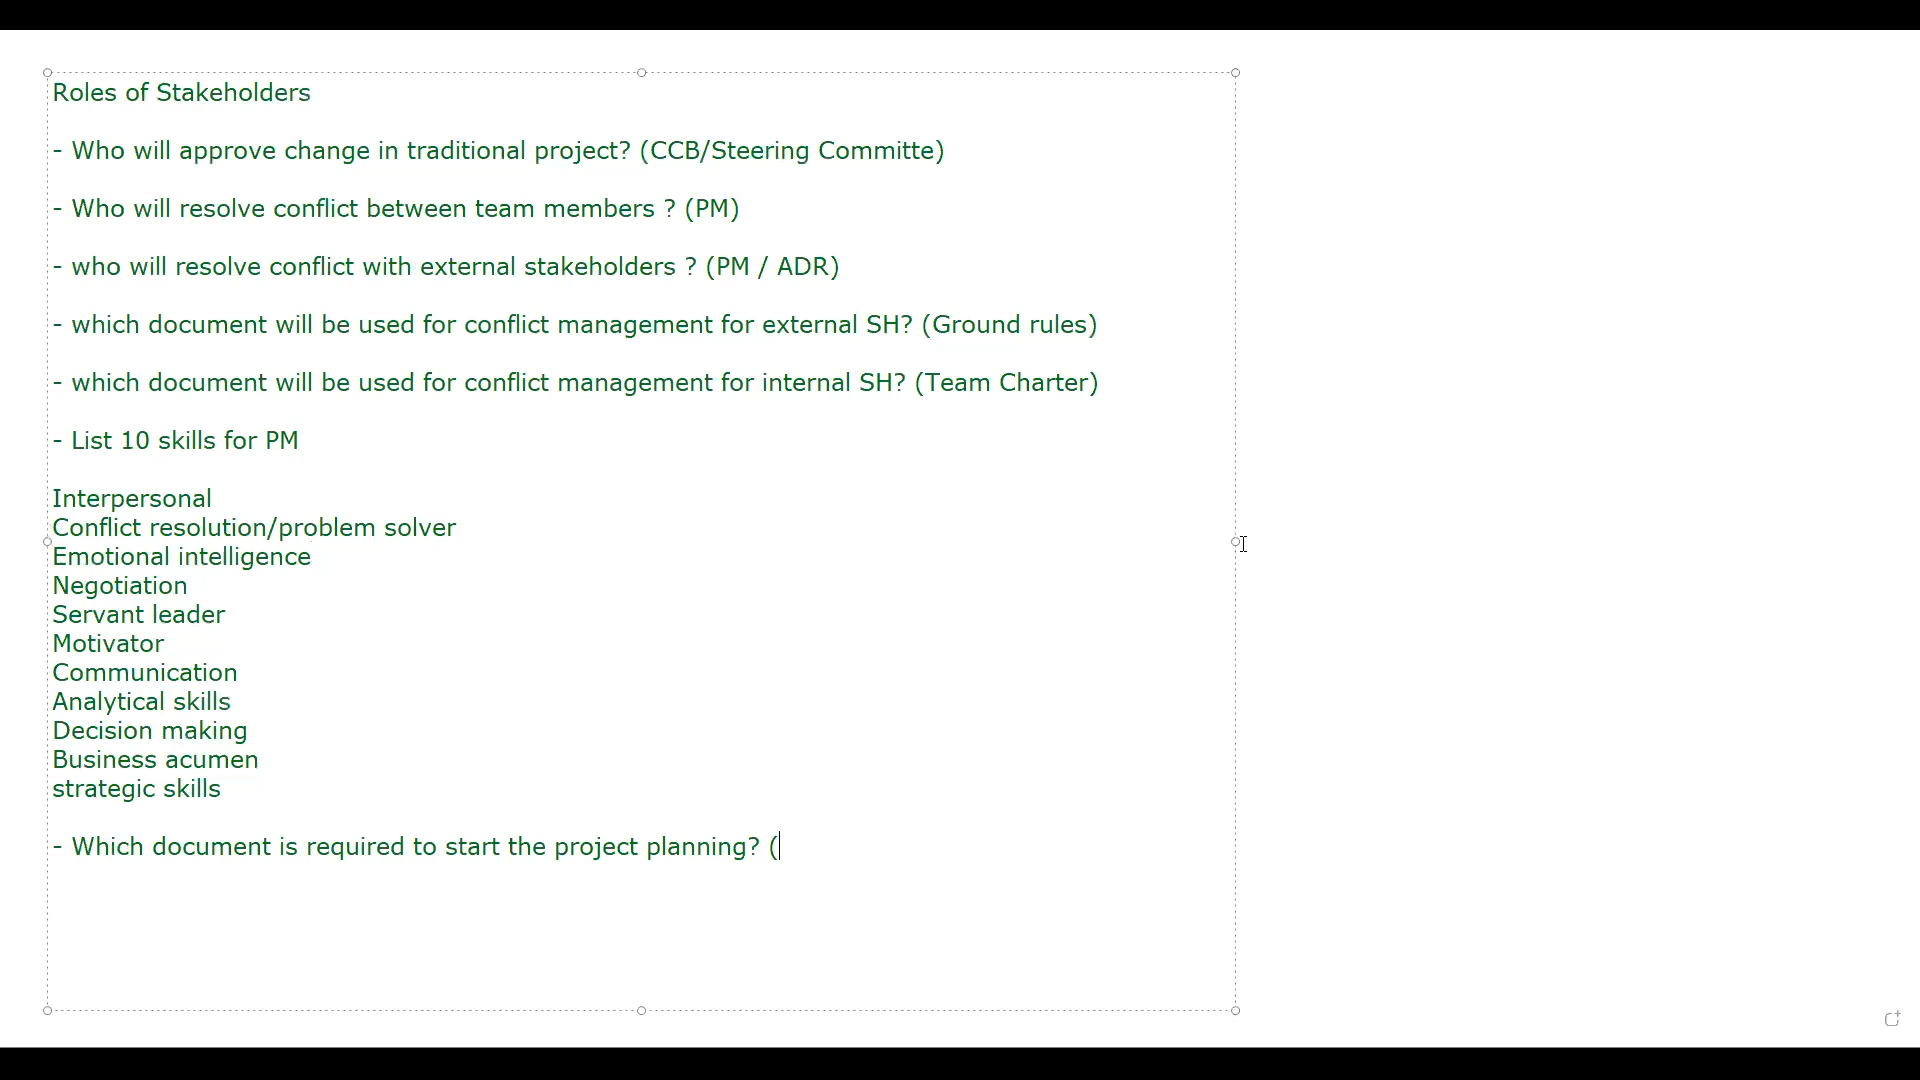 Roles of Stakeholders
- Who will approve change in traditional project? (CCB/Steering Committe)
- Who will resolve conflict between team members ? (PM)
- who will resolve conflict with external stakeholders ? (PM / ADR)
- which document will be used for conflict management for external SH? (Ground rules)
- which document will be used for conflict management for internal SH? (Team Charter)
- List 10 skills for PM
Interpersonal
Conflict resolution/problem solver
Emotional intelligence
Negotiation
Servant leader
Motivator
Communication
Analytical skills
Decision making
Business acumen
strategic skills
- Which document is required to start the project planning? (